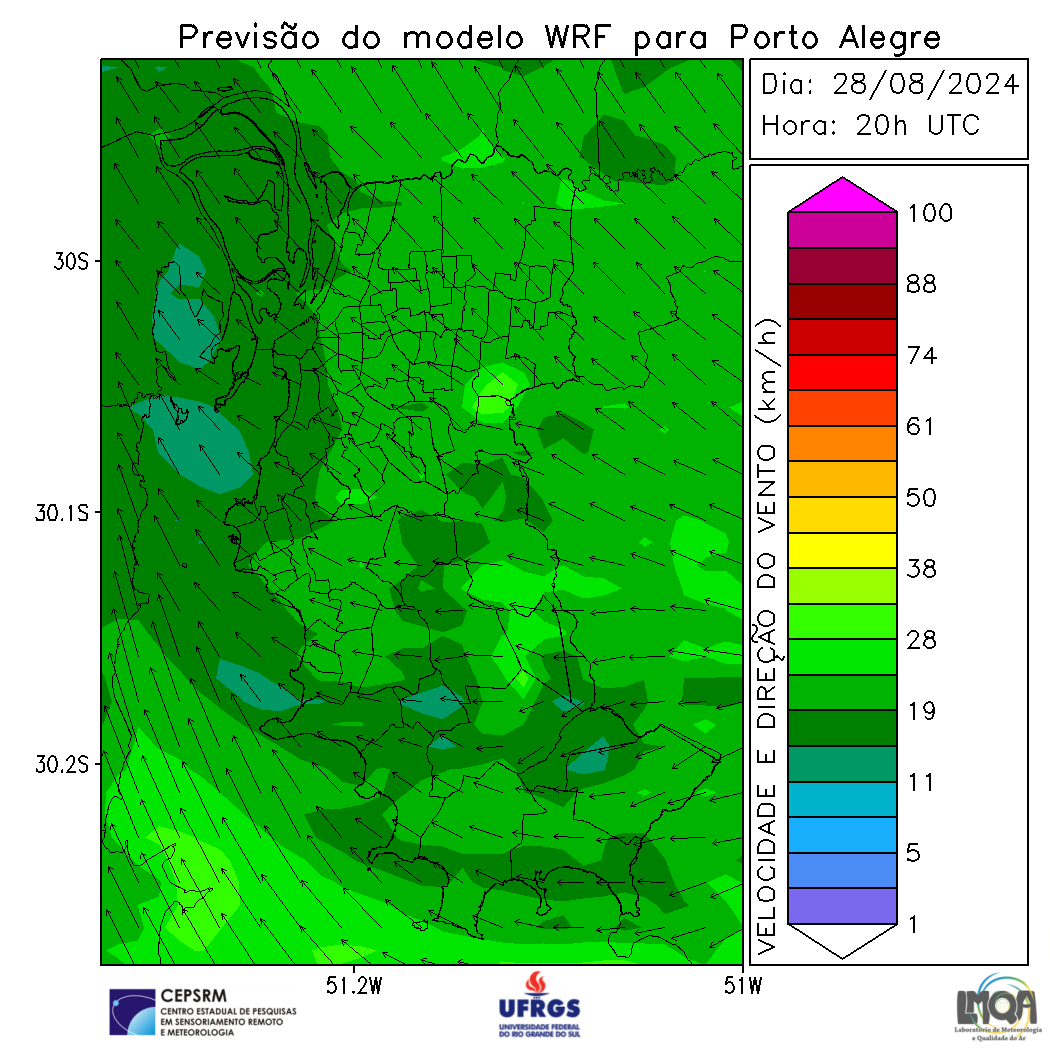 Previsão do modelo WRF para Porto Alegre
Dia: 28/08/2024
Hora: 20h UTC
30S
30.1S
30.2S
51.2W
51W
VELOCIDADE E DIREÇÃO DO VENTO (km/h)
100
88
74
61
50
38
28
19
11
5
1
CEPSRM
CENTRO ESTADUAL DE PESQUISAS
EM SENSORIAMENTO REMOTO
E METEOROLOGIA
UFRGS
UNIVERSIDADE FEDERAL
DO RIO GRANDE DO SUL
LMQA
Laboratório de Meteorologia
e Qualidade do Ar